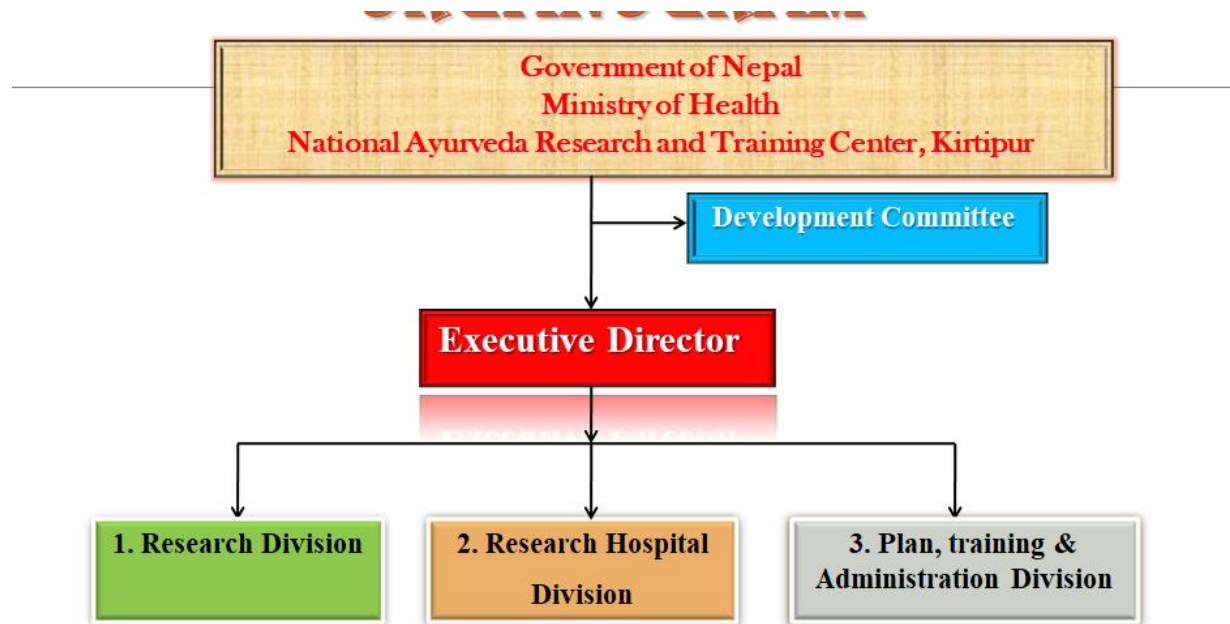 Government of Nepal
Ministry of Health
National Ayurveda Research and Training Center, Kirtipur
Development Committee
Executive Director
1. Research Division
2. Research Hospital
Division
3. Plan, training &
Administration Division